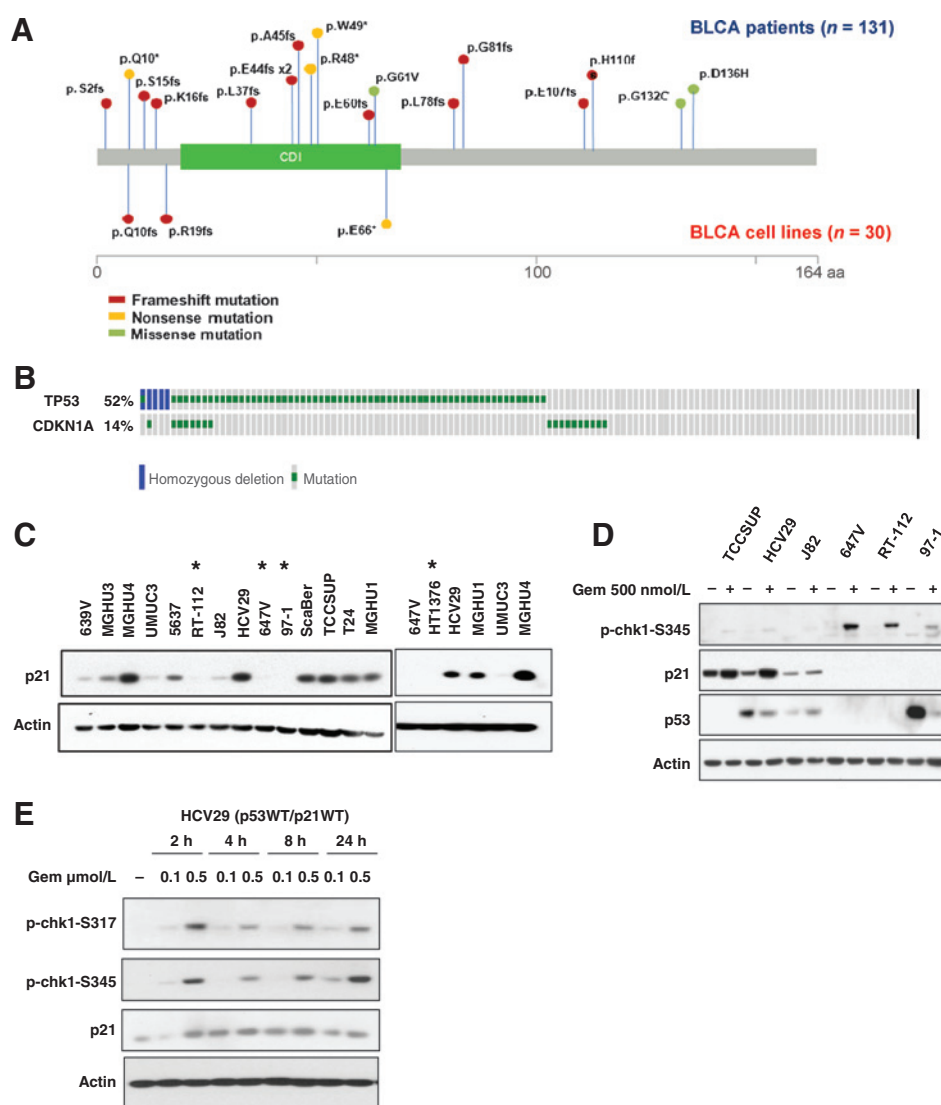 A
BLCA patients (n = 131)
p.W49*
p.A45fs
p.Q10*
p.R48*
p.G81fs
p.H110f
p.S2fs
p.S15fs
p.E44fs x2
p.G61V
p.D136H
p.K16fs
p.L37fs
p.E60fs
p.L78fs
p.E107fs
p.G132C
CDI
p.Q10fs
p.R19fs
p.E66*
BLCA cell lines (n = 30)
0
100
164 aa
Frameshift mutation
Nonsense mutation
Missense mutation
B
TP53 52%
CDKN1A 14%
Homozygous deletion
Mutation
C
* * * *
639V
MGHU3
MGHU4
UMUC3
5637
RT-112
J82
HCV29
647V
97-1
ScaBer
TCCSUP
T24
MGHU1
647V
HT1376
HCV29
MGHU1
UMUC3
MGHU4
p21
Actin
D
TCCSUP
HCV29
J82
647V
RT-112
97-1
Gem 500 nmol/L – + – + – + – + – + – +
p-chk1-S345
p21
p53
Actin
E
HCV29 (p53WT/p21WT)
2 h 4 h 8 h 24 h
Gem µmol/L – 0.1 0.5 0.1 0.5 0.1 0.5 0.1 0.5
p-chk1-S317
p-chk1-S345
p21
Actin